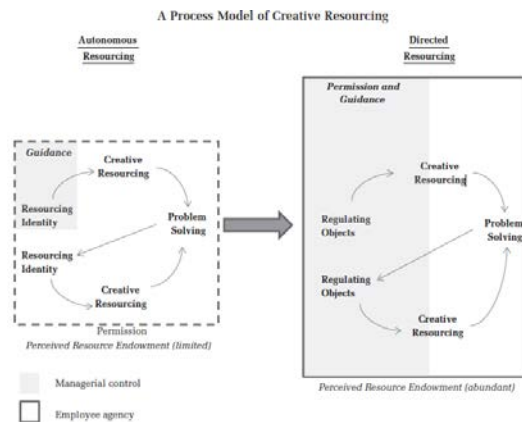 A Process Model of Creative Resourcing
Autonomous
Resourcing
Guidance
Creative
Resourcing
Resourcing
Identity
Problem
Solving
Resourcing
Identity
Creative
Resourcing
Permission
Perceived Resource Endowment (limited)
Directed
Resourcing
Permission and
Guidance
Creative
Resourcing
Regulating
Objects
Problem
Solving
Regulating
Objects
Creative
Resourcing
Perceived Resource Endowment (abundant)
Managerial control
Employee agency